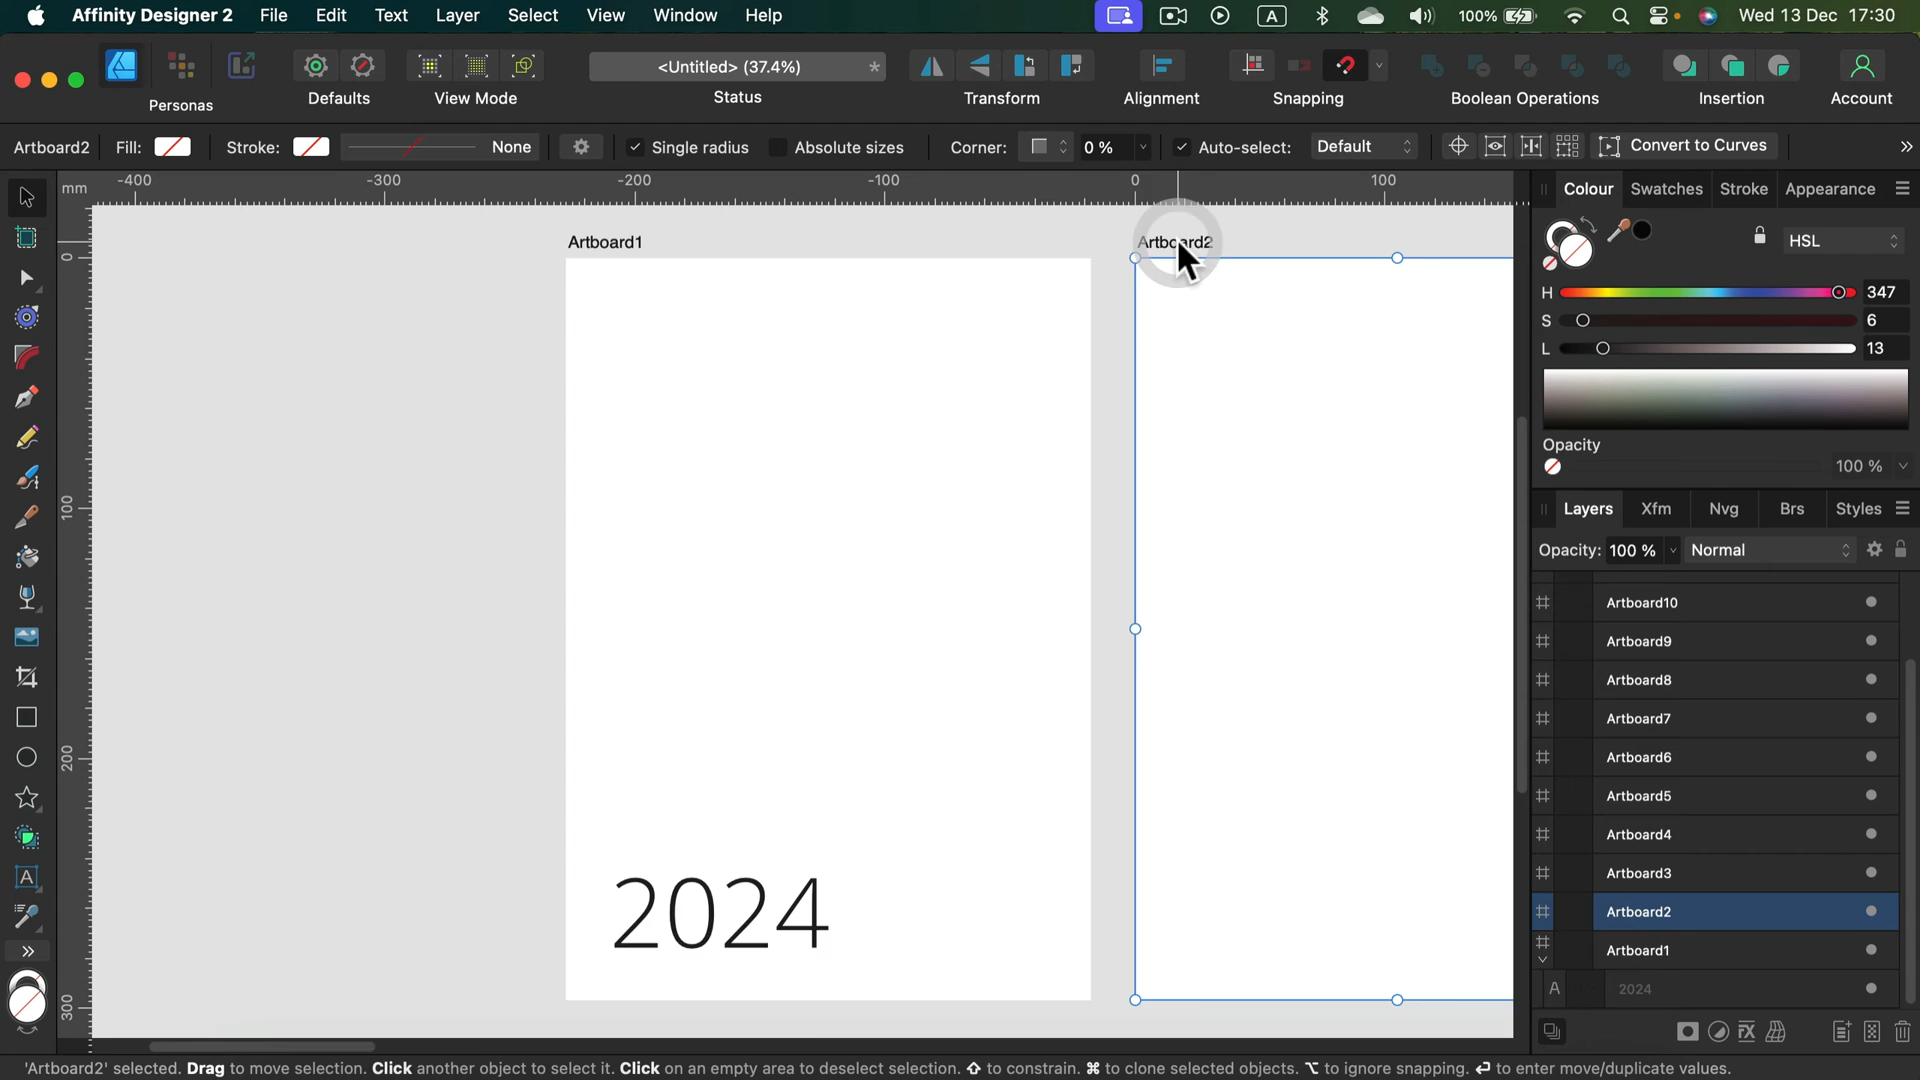 Affinity Designer 2 File Edit Text Layer Select View Window Help A 100% Wed 13 Dec 17:30
<Untitled> (37.4%) *
Personas Defaults View Mode Status Transform Alignment Snapping Boolean Operations Insertion Account
Artboard2 Fill: Stroke: None Single radius Absolute sizes Corner: 0 % Auto-select: Default Convert to Curves »
mm -400 -300 -200 -100 0 100
Colour Swatches Stroke Appearance
Artboard1 Artboard2
HSL
H 347
S 6
L 13
Opacity
100 %
Layers Xfm Nvg Brs Styles
Opacity: 100 % Normal
Artboard10
Artboard9
Artboard8
Artboard7
Artboard6
Artboard5
Artboard4
Artboard3
Artboard2
Artboard1
A 2024
0
100
200
300
2024
A
»
FX
'Artboard2' selected. Drag to move selection. Click another object to select it. Click on an empty area to deselect selection. ⇧ to constrain. ⌘ to clone selected objects. ⌥ to ignore snapping. ↩ to enter move/duplicate values.